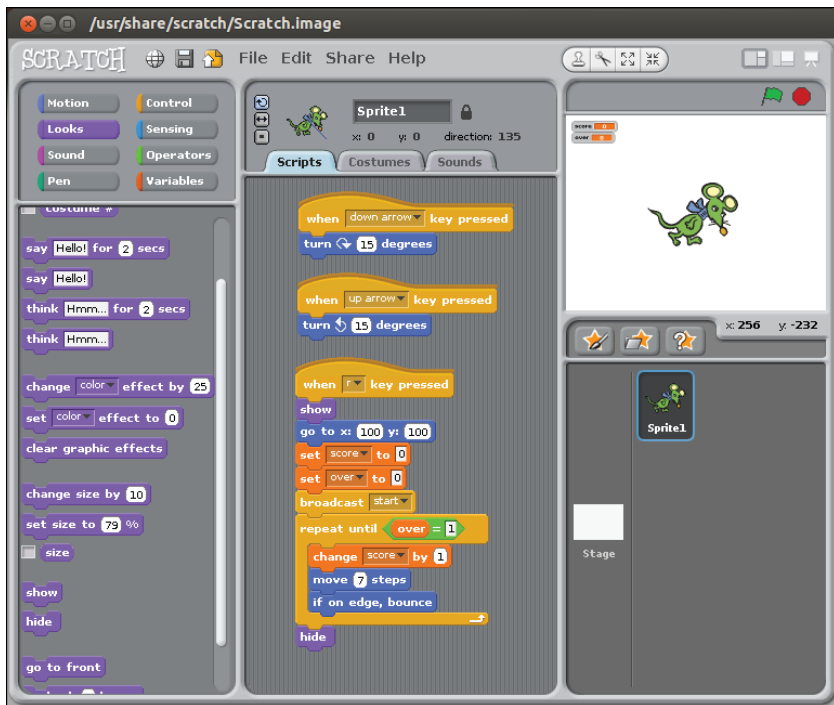 /usr/share/scratch/Scratch.image
SCRATCH File Edit Share Help
Motion Control
Looks Sensing
Sound Operators
Pen Variables
costume #
say Hello! for 2 secs
say Hello!
think Hmm... for 2 secs
think Hmm...
change color effect by 25
set color effect to 0
clear graphic effects
change size by 10
set size to 79 %
size
show
hide
go to front
Sprite1
x: 0 y: 0 direction: 135
Scripts Costumes Sounds
when down arrow key pressed
turn 15 degrees
when up arrow key pressed
turn 15 degrees
when r key pressed
show
go to x: 100 y: 100
set score to 0
set over to 0
broadcast start
repeat until over = 1
change score by 1
move 7 steps
if on edge, bounce
hide
score 0
over 0
x: 256 y: -232
Sprite1
Stage